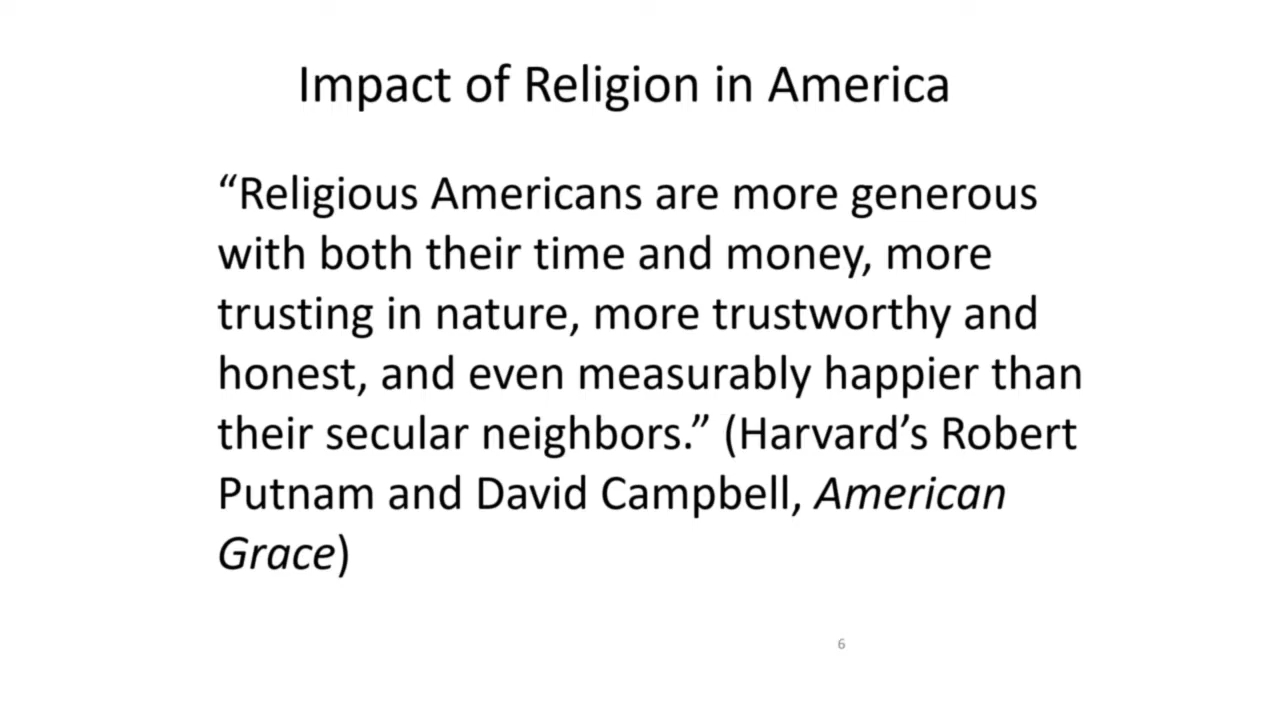 Impact of Religion in America
“Religious Americans are more generous
with both their time and money, more
trusting in nature, more trustworthy and
honest, and even measurably happier than
their secular neighbors.” (Harvard’s Robert
Putnam and David Campbell, American
Grace)
6